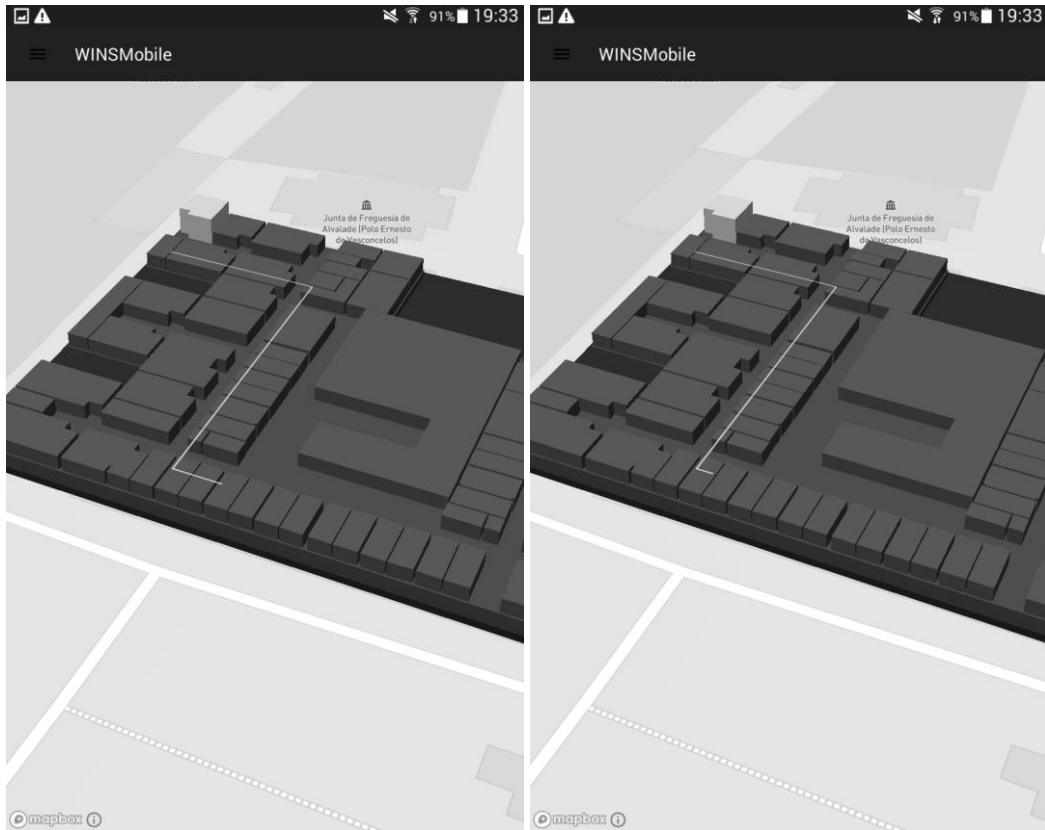 91% 19:33
WINSMobile
Junta de Freguesia de
Alvalade (Polo Ernesto
de Vasconcelos)
mapbox
91% 19:33
WINSMobile
Junta de Freguesia de
Alvalade (Polo Ernesto
de Vasconcelos)
mapbox